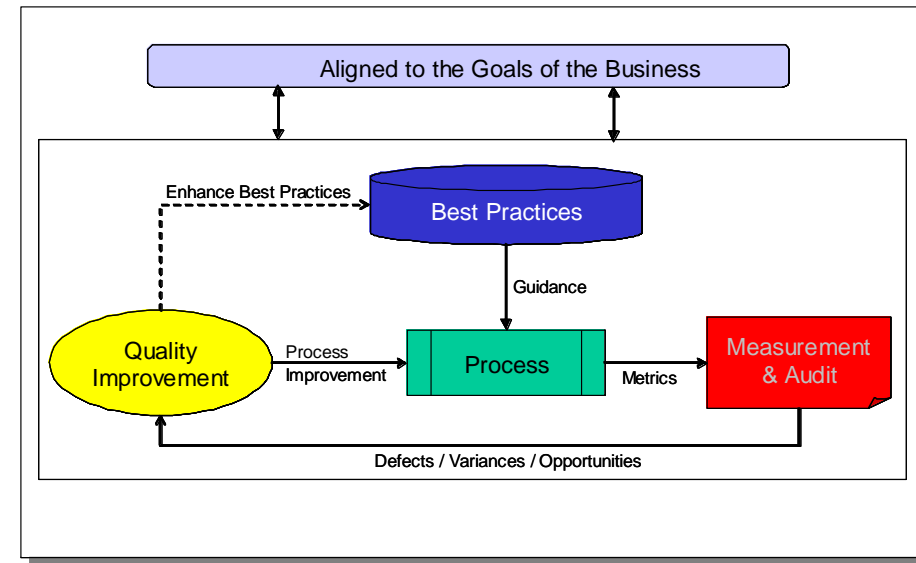 Aligned to the Goals of the Business
Enhance Best Practices
Best Practices
Guidance
Quality
Improvement
Process
Improvement
Process
Metrics
Measurement
& Audit
Defects / Variances / Opportunities